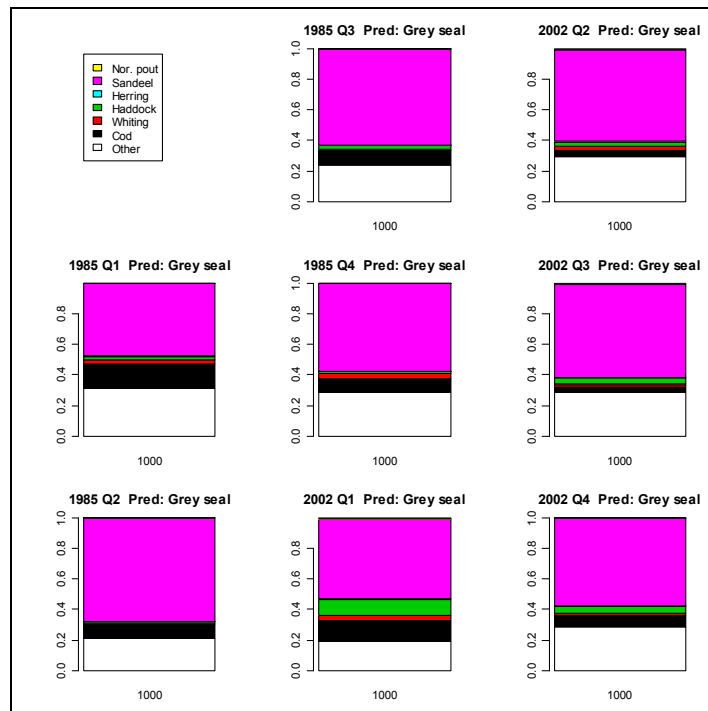 Nor. pout
Sandeel
Herring
Haddock
Whiting
Cod
Other
1985 Q3 Pred: Grey seal
0.0 0.2 0.4 0.6 0.8 1.0
1000
2002 Q2 Pred: Grey seal
0.0 0.2 0.4 0.6 0.8
1000
1985 Q1 Pred: Grey seal
0.0 0.2 0.4 0.6 0.8
1000
1985 Q4 Pred: Grey seal
0.0 0.2 0.4 0.6 0.8
1000
2002 Q3 Pred: Grey seal
0.0 0.2 0.4 0.6 0.8
1000
1985 Q2 Pred: Grey seal
0.0 0.2 0.4 0.6 0.8 1.0
1000
2002 Q1 Pred: Grey seal
0.0 0.2 0.4 0.6 0.8
1000
2002 Q4 Pred: Grey seal
0.0 0.2 0.4 0.6 0.8 1.0
1000